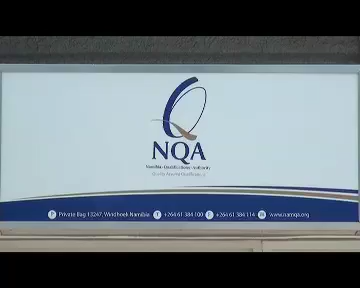 NQA
Namibia Qualifications Authority
P Private Bag 13247, Windhoek Namibia T +264 61 384 100 F +264 61 384 114 W www.namqa.org